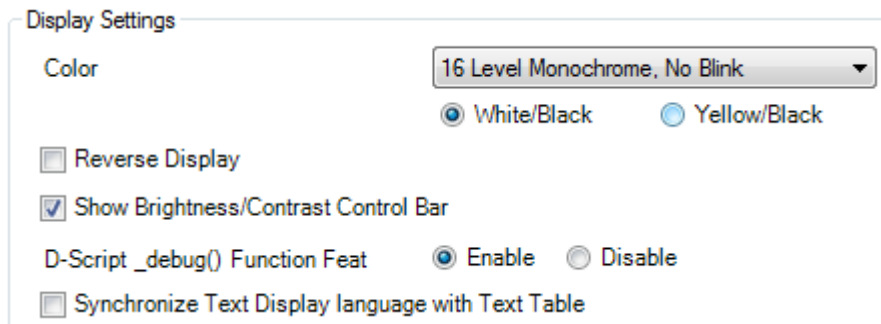 Display Settings
Color 16 Level Monochrome, No Blink
White/Black Yellow/Black
Reverse Display
Show Brightness/Contrast Control Bar
D-Script _debug() Function Feat Enable Disable
Synchronize Text Display language with Text Table